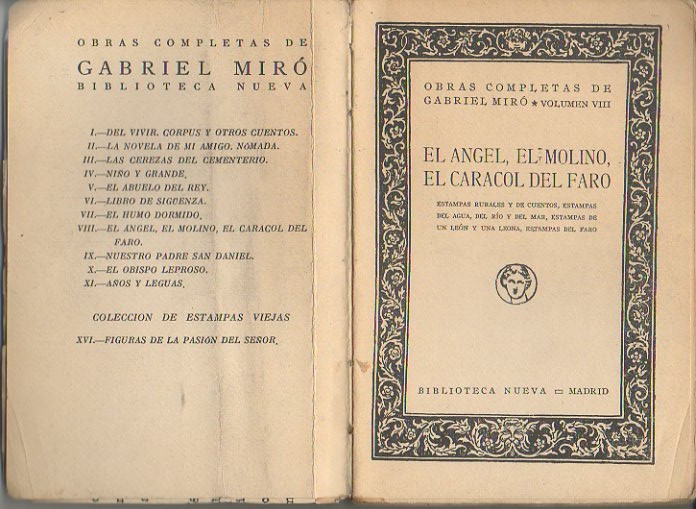 OBRAS COMPLETAS DE
GABRIEL MIRÓ
BIBLIOTECA NUEVA
I.—DEL VIVIR. CORPUS Y OTROS CUENTOS.
II.—LA NOVELA DE MI AMIGO. NÓMADA.
III.—LAS CEREZAS DEL CEMENTERIO.
IV.—NIÑO Y GRANDE.
V.—EL ABUELO DEL REY.
VI.—LIBRO DE SIGÜENZA.
VII.—EL HUMO DORMIDO.
VIII.—EL ANGEL, EL MOLINO, EL CARACOL DEL
FARO.
IX.—NUESTRO PADRE SAN DANIEL.
X.—EL OBISPO LEPROSO.
XI.—AÑOS Y LEGUAS.
COLECCION DE ESTAMPAS VIEJAS
XVI.—FIGURAS DE LA PASIÓN DEL SEÑOR.
OBRAS COMPLETAS DE
GABRIEL MIRÓ ★ VOLUMEN VIII
EL ANGEL, EL MOLINO,
EL CARACOL DEL FARO
ESTAMPAS RURALES Y DE CUENTOS, ESTAMPAS
DEL AGUA, DEL RÍO Y DEL MAR, ESTAMPAS DE
UN LEÓN Y UNA LEONA, ESTAMPAS DEL FARO
BIBLIOTECA NUEVA ▭ MADRID